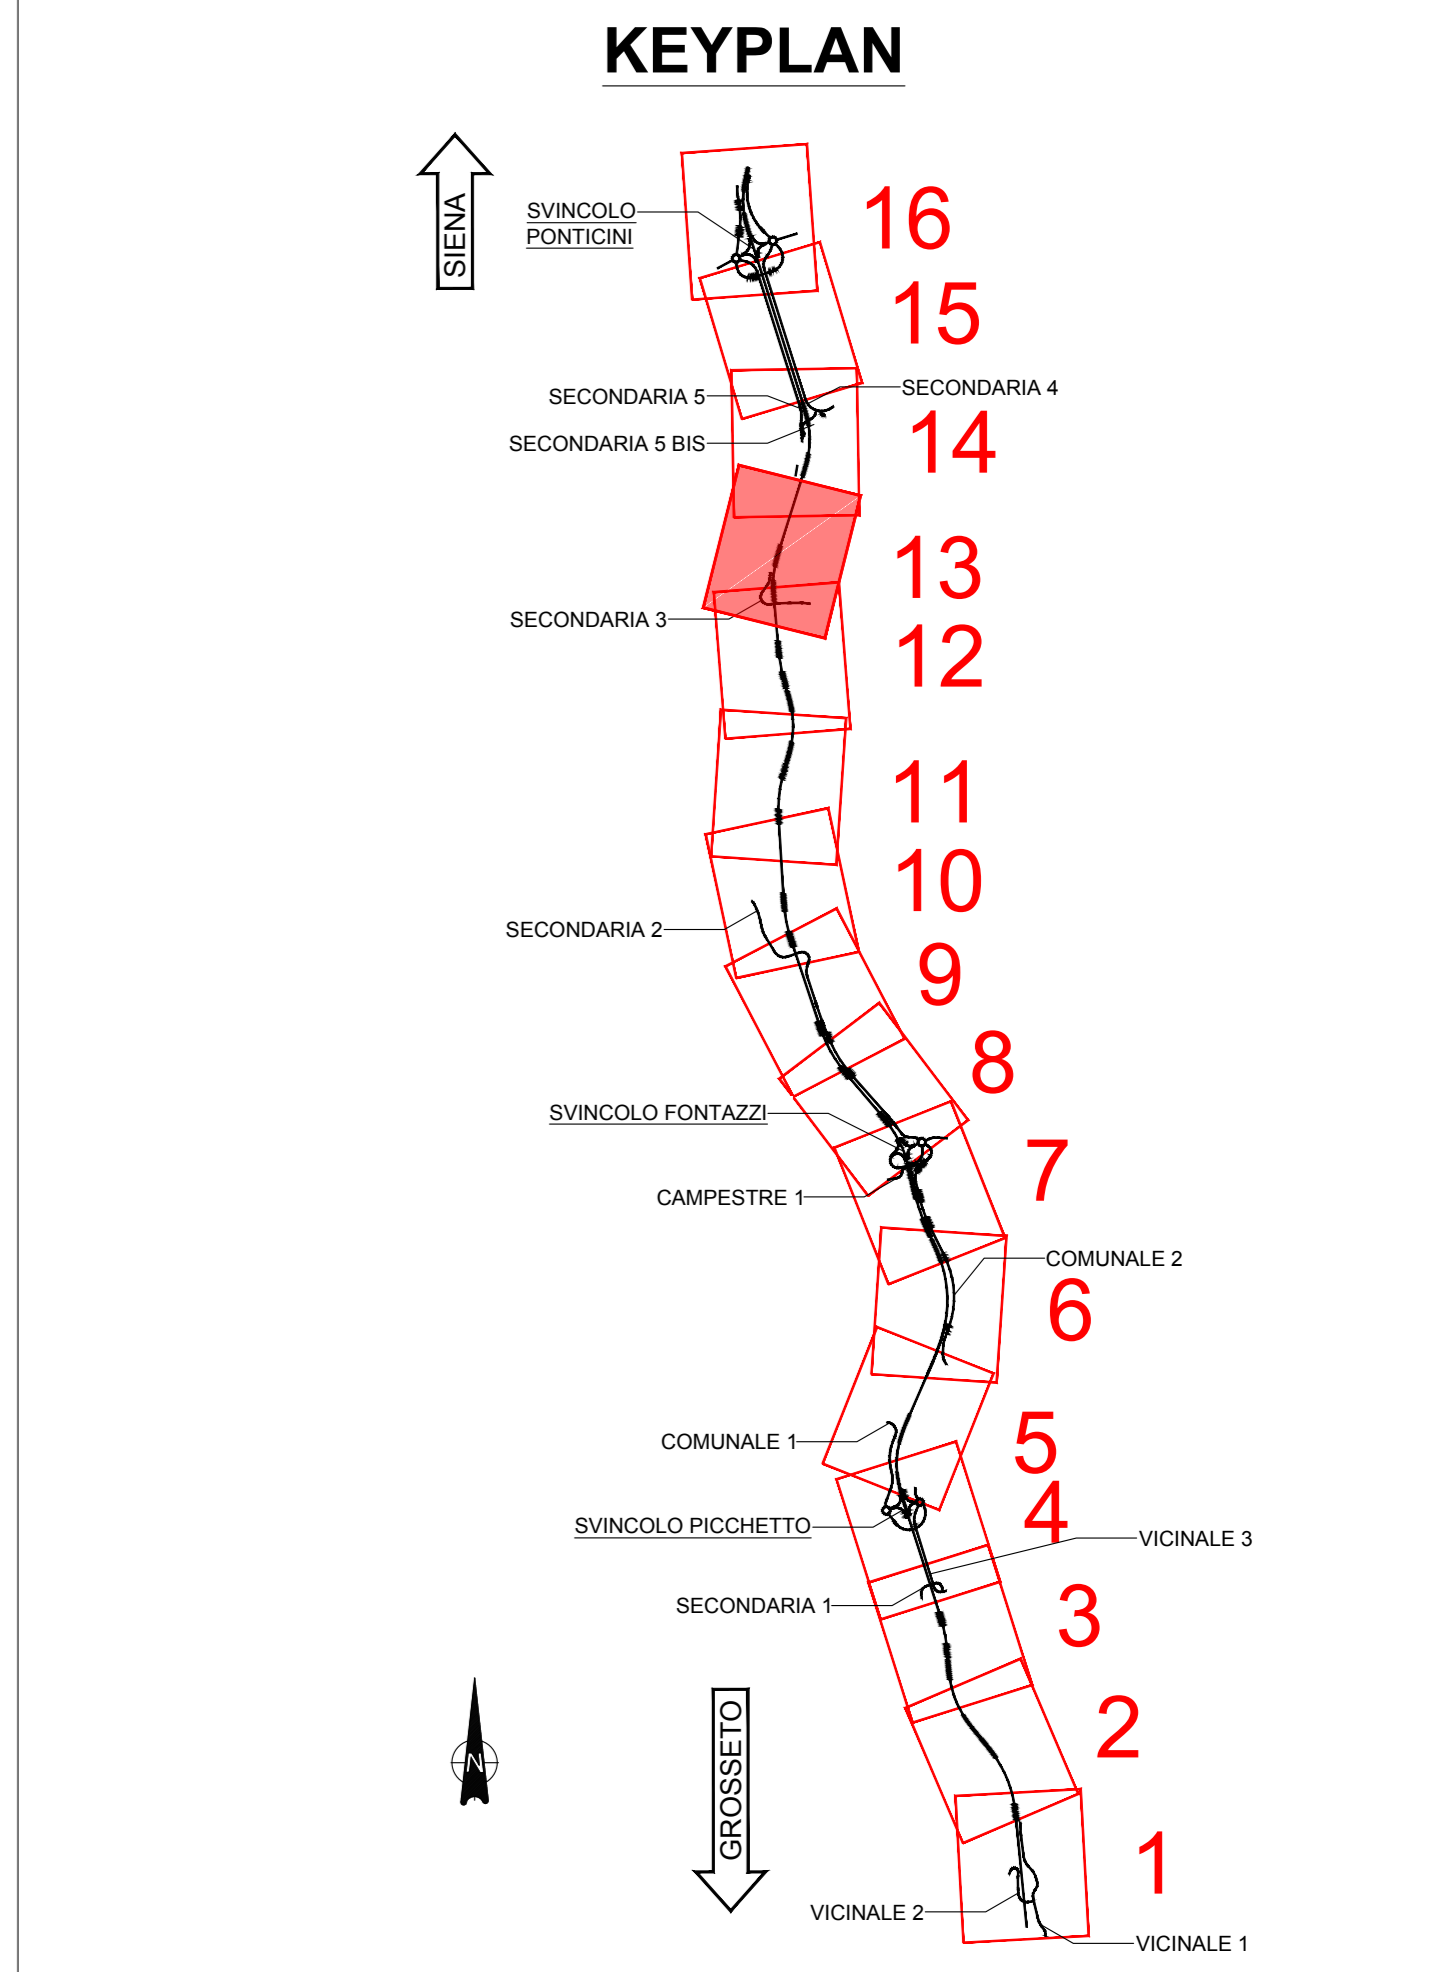 KEYPLAN
SIENA
SVINCOLO
PONTICINI
16
15
SECONDARIA 5
SECONDARIA 4
14
SECONDARIA 5 BIS
13
SECONDARIA 3
12
11
10
SECONDARIA 2
9
8
SVINCOLO FONTAZZI
7
CAMPESTRE 1
COMUNALE 2
6
COMUNALE 1
5
4
SVINCOLO PICCHETTO
VICINALE 3
SECONDARIA 1
3
2
N
GROSSETO
1
VICINALE 2
VICINALE 1